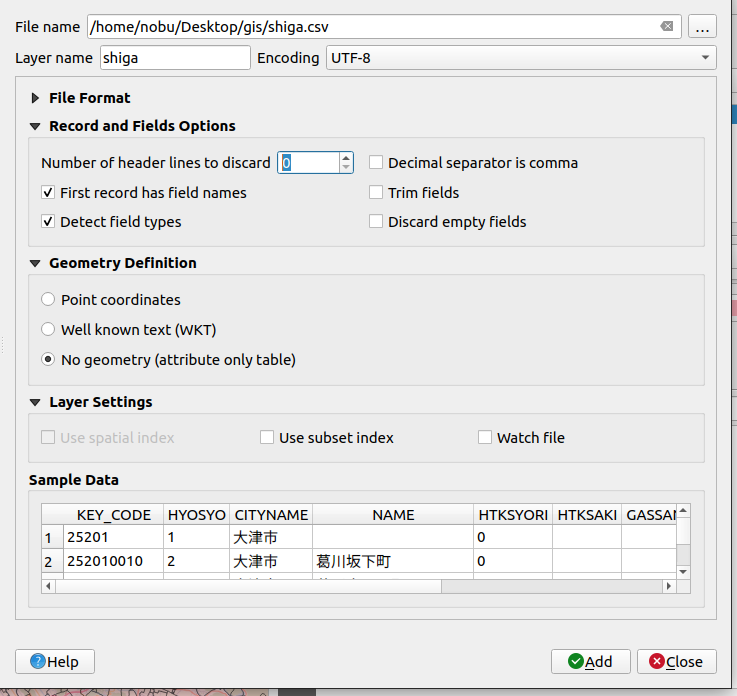 File name /home/nobu/Desktop/gis/shiga.csv ...
Layer name shiga Encoding UTF-8
File Format
Record and Fields Options
Number of header lines to discard 0 Decimal separator is comma
First record has field names Trim fields
Detect field types Discard empty fields
Geometry Definition
Point coordinates
Well known text (WKT)
No geometry (attribute only table)
Layer Settings
Use spatial index Use subset index Watch file
Sample Data
KEY_CODE HYOSYO CITYNAME NAME HTKSYORI HTKSAKI GASSAN
1 25201 1 大津市 0
2 252010010 2 大津市 葛川坂下町 0
Help Add Close